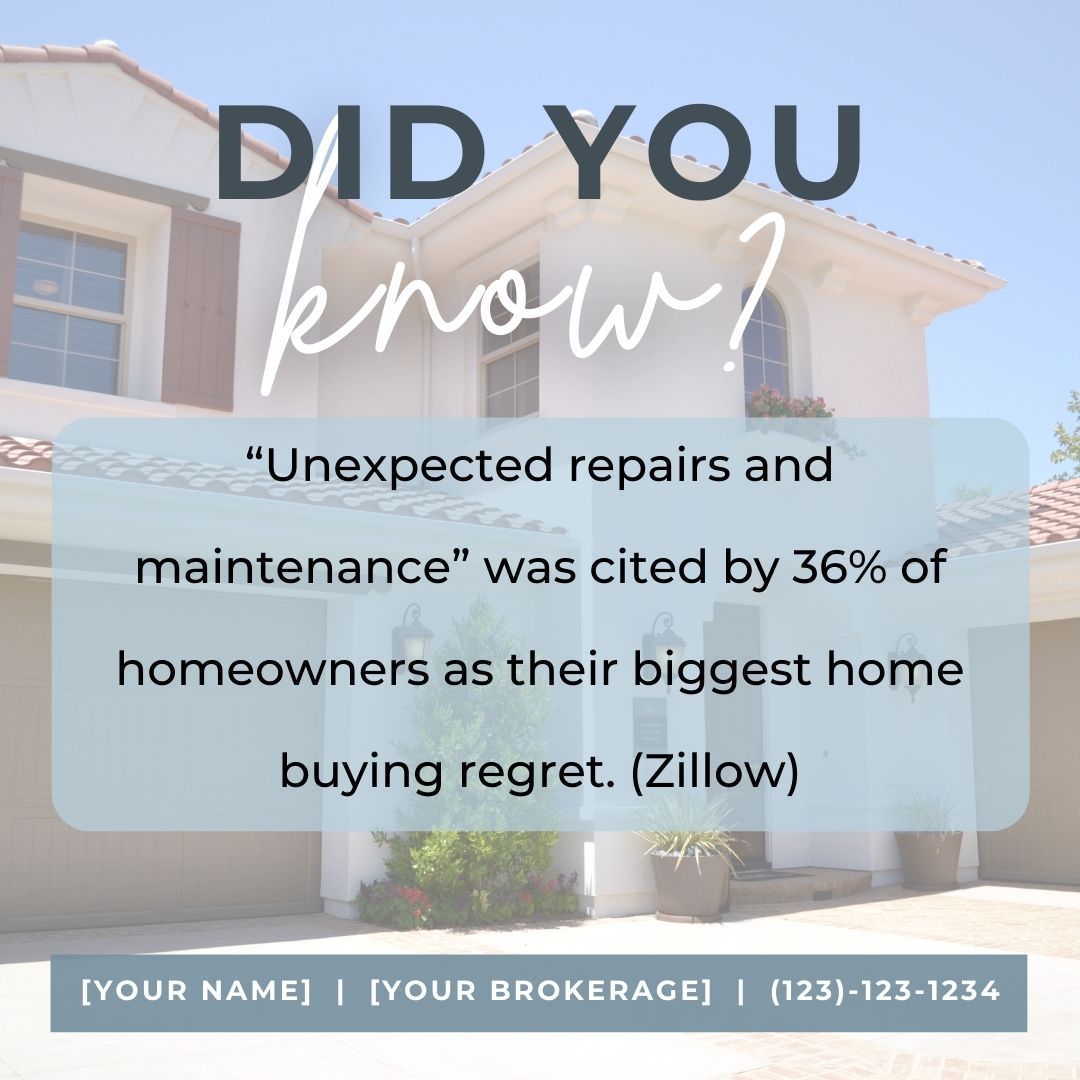 DID YOU
know?
“Unexpected repairs and
maintenance” was cited by 36% of
homeowners as their biggest home
buying regret. (Zillow)
[YOUR NAME] | [YOUR BROKERAGE] | (123)-123-1234